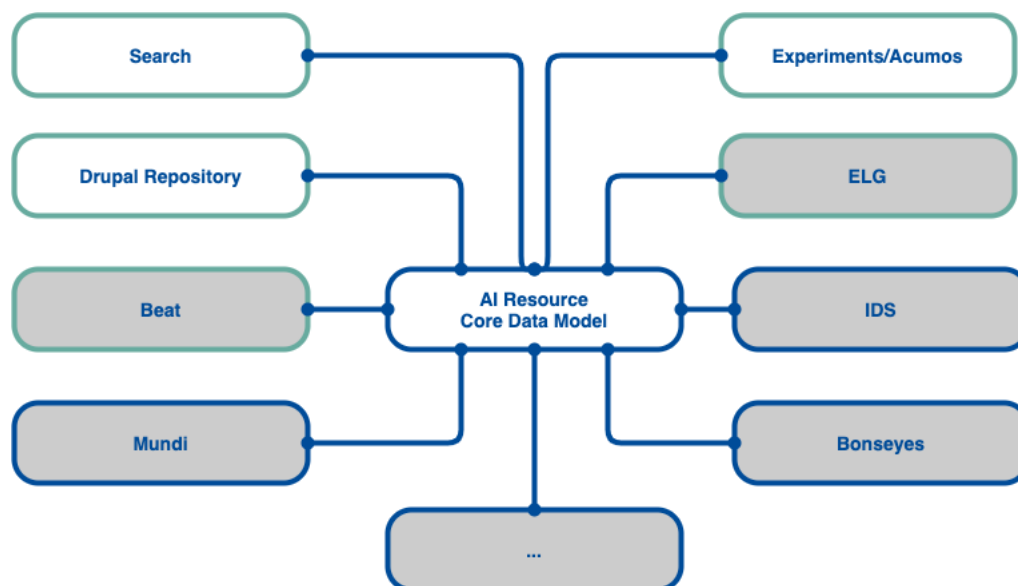 Search
Experiments/Acumos
Drupal Repository
ELG
Beat
AI Resource
Core Data Model
IDS
Mundi
Bonseyes
...